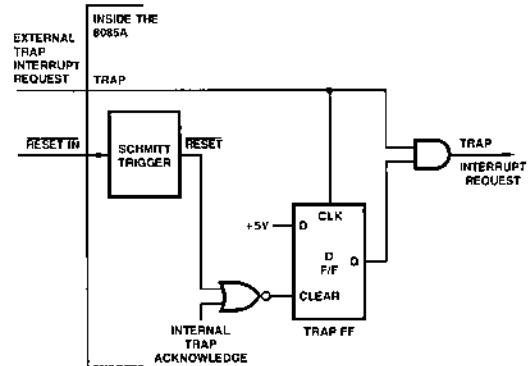 INSIDE THE
8085A
EXTERNAL
TRAP
INTERRUPT
REQUEST
TRAP
RESET IN
SCHMITT
TRIGGER
RESET
TRAP
INTERRUPT
REQUEST
CLK
+5V
D
D
F/F
Q
CLEAR
INTERNAL
TRAP
ACKNOWLEDGE
TRAP FF